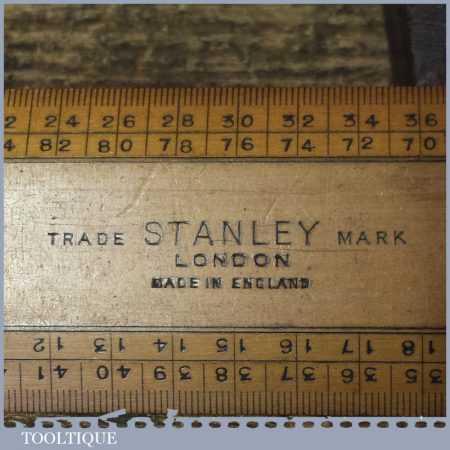 2 24 26 28 30 32 34 36
4 82 80 78 76 74 72 70
TRADE STANLEY MARK
LONDON
MADE IN ENGLAND
12 13 14 15 16 17 18
41 40 39 38 37 36 35
TOOLTIQUE